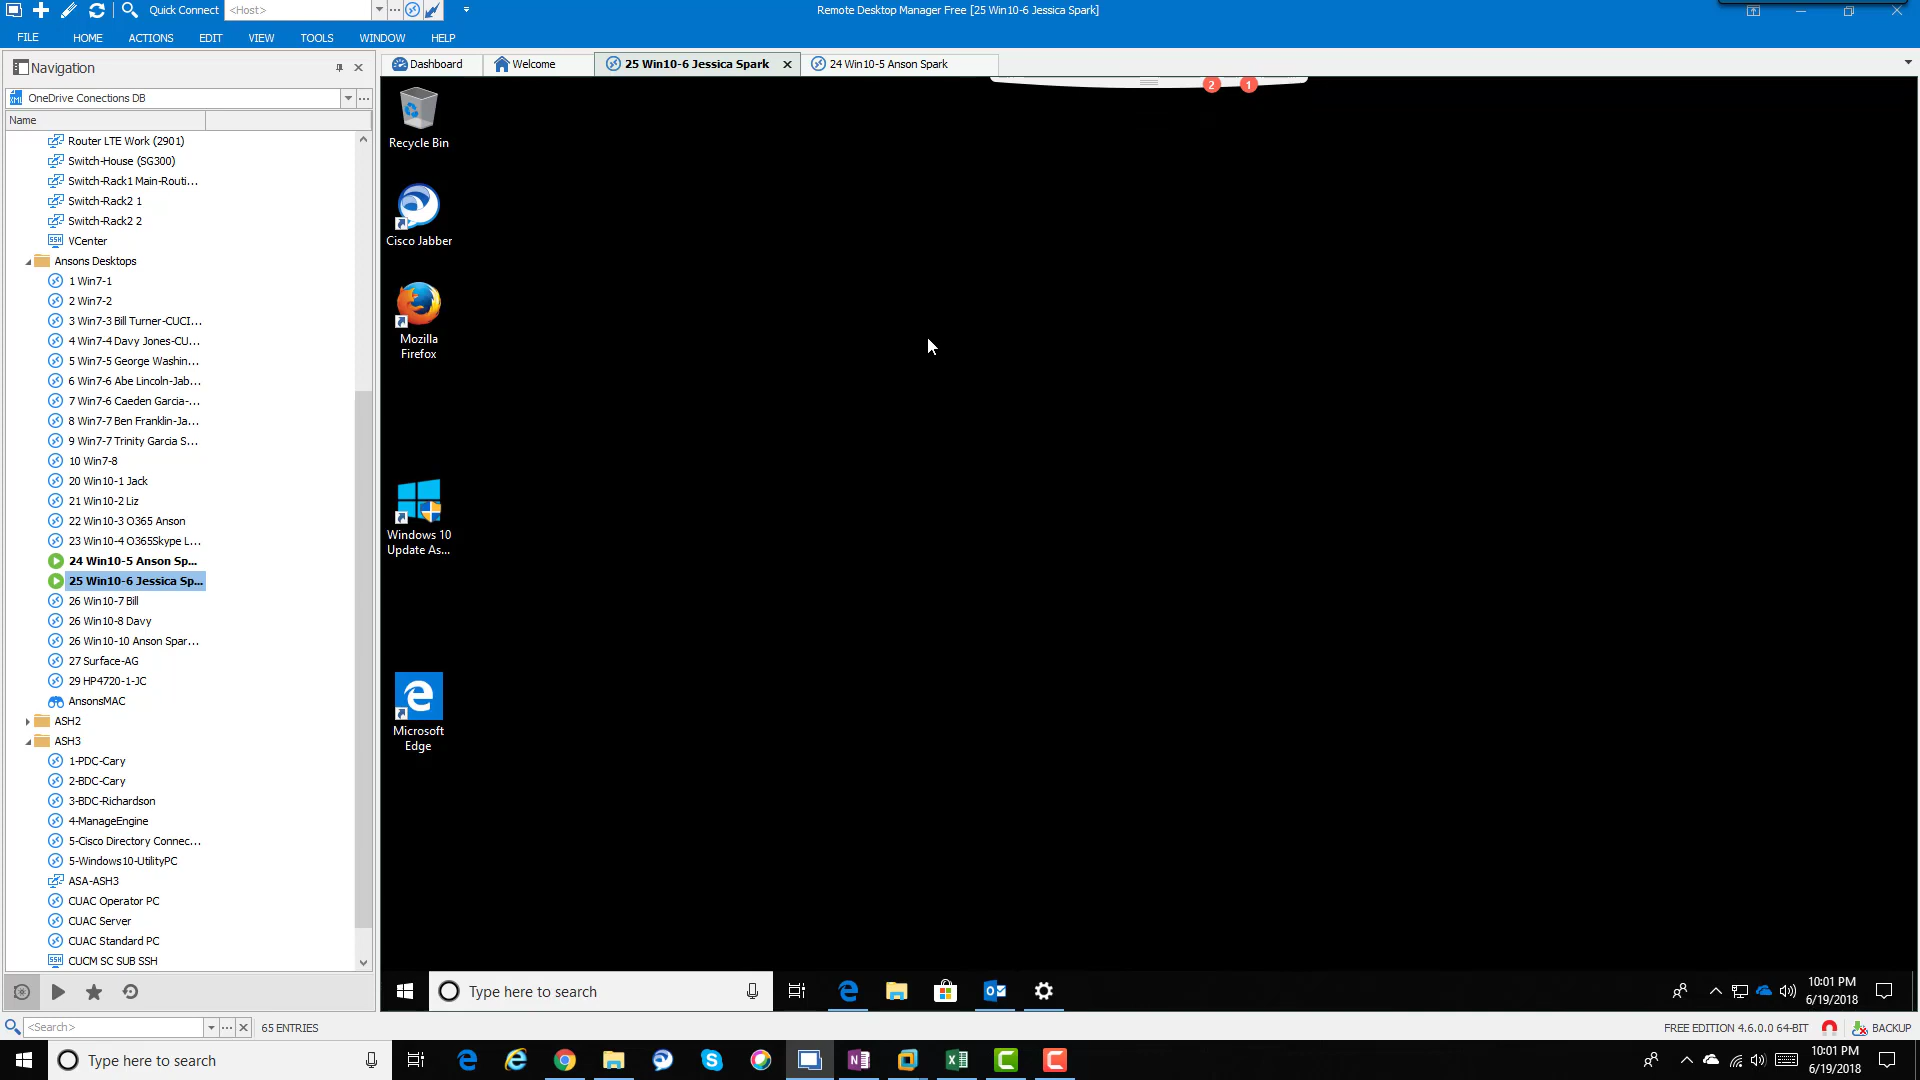 Quick Connect
<Host>
Remote Desktop Manager Free [25 Win10-6 Jessica Spark]
FILE
HOME
ACTIONS
EDIT
VIEW
TOOLS
WINDOW
HELP
Navigation
Dashboard
Welcome
25 Win10-6 Jessica Spark
24 Win10-5 Anson Spark
OneDrive Conections DB
Name
Router LTE Work (2901)
Switch-House (SG300)
Switch-Rack1 Main-Routi...
Switch-Rack2 1
Switch-Rack2 2
SSH VCenter
Ansons Desktops
1 Win7-1
2 Win7-2
3 Win7-3 Bill Turner-CUCI...
4 Win7-4 Davy Jones-CU...
5 Win7-5 George Washin...
6 Win7-6 Abe Lincoln-Jab...
7 Win7-6 Caeden Garcia-...
8 Win7-7 Ben Franklin-Ja...
9 Win7-7 Trinity Garcia S...
10 Win7-8
20 Win10-1 Jack
21 Win10-2 Liz
22 Win10-3 O365 Anson
23 Win10-4 O365Skype L...
24 Win10-5 Anson Sp...
25 Win10-6 Jessica Sp...
26 Win10-7 Bill
26 Win10-8 Davy
26 Win10-10 Anson Spar...
27 Surface-AG
29 HP4720-1-JC
AnsonsMAC
ASH2
ASH3
1-PDC-Cary
2-BDC-Cary
3-BDC-Richardson
4-ManageEngine
5-Cisco Directory Connec...
5-Windows10-UtilityPC
ASA-ASH3
CUAC Operator PC
CUAC Server
CUAC Standard PC
SSH CUCM SC SUB SSH
2
1
Recycle Bin
Cisco Jabber
Mozilla
Firefox
Windows 10
Update As...
Microsoft
Edge
Type here to search
10:01 PM
6/19/2018
<Search>
65 ENTRIES
FREE EDITION 4.6.0.0 64-BIT
BACKUP
Type here to search
10:01 PM
6/19/2018